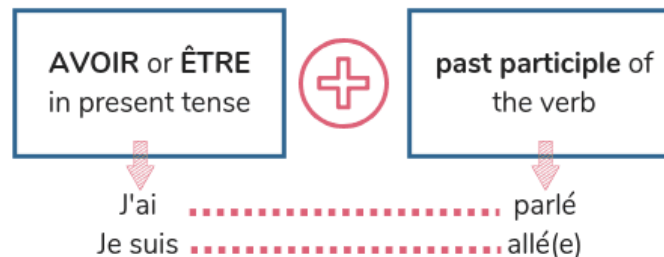 AVOIR or ÊTRE
in present tense
past participle of
the verb
J'ai parlé
Je suis allé(e)